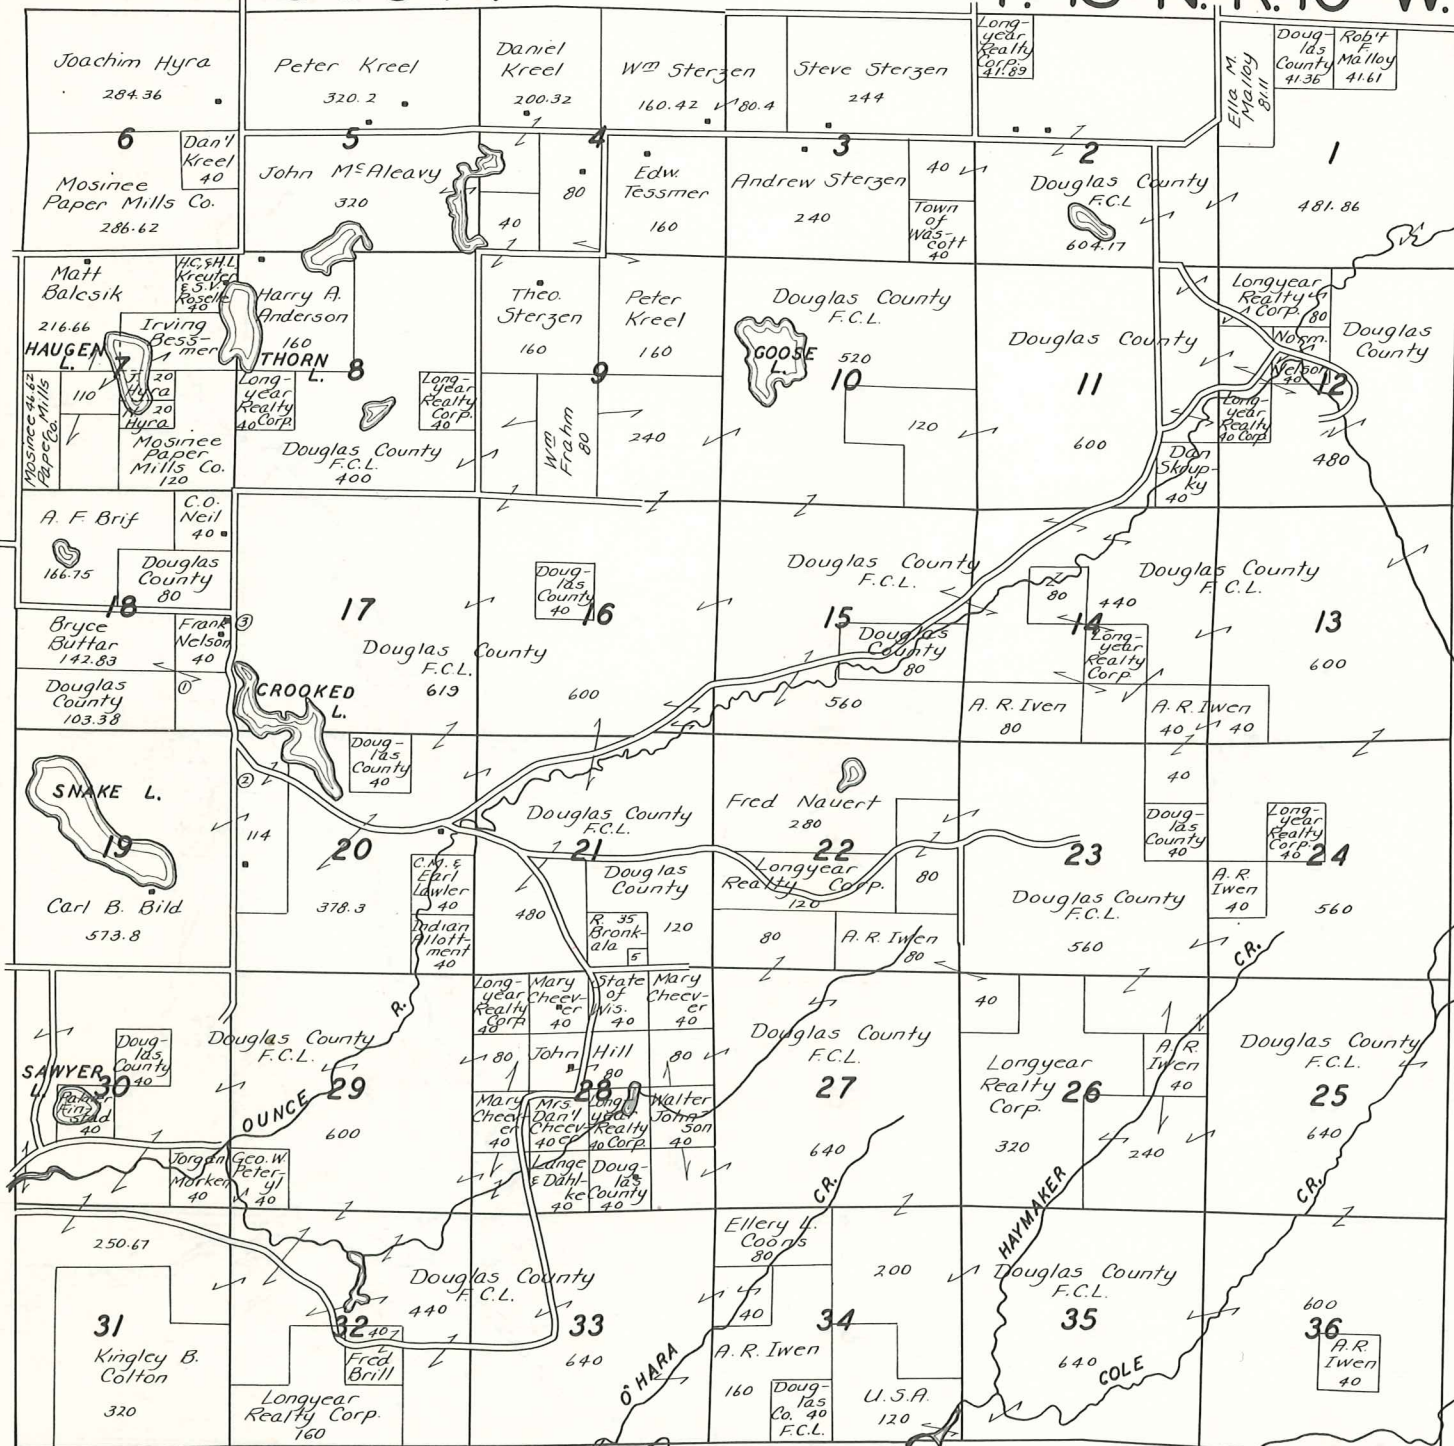 T. 43 N. R. 10 W.
Joachim Hyra
284.36
6
Dan'l
Kreel
40
Mosinee
Paper Mills Co.
286.62
Peter Kreel
320.2
5
John McAleavy
320
Daniel
Kreel
200.32
4
40
80
Wm Sterzen
160.42
80.4
Edw.
Tessmer
160
Steve Sterzen
244
3
Andrew Sterzen
240
40
Town
of
Was-
cott
40
Long-
year
Realty
Corp.
41.89
2
Douglas County
F.C.L
604.17
Ella M.
Malloy
81.11
Doug-
las
County
41.36
Rob't
F.
Malloy
41.61
1
481.86
Matt
Balcsik
216.66
H.C. & H.L.
Kreuter
& S.V.
Roselle
40
Irving
Bess-
mer
HAUGEN
L.
7
Mosinee 46.62
Paper Co. Mills
110
J. 20
Hyra
20
Hyra
Mosinee
Paper
Mills Co.
120
Harry A.
Anderson
160
THORN
L.
8
Long-
year
Realty
40 Corp.
Long-
year
Realty
Corp.
40
Douglas County
F.C.L.
400
Theo.
Sterzen
160
Peter
Kreel
160
9
Wm
Frahm
80
240
Douglas County
F.C.L.
GOOSE
L.
520
10
120
Douglas County
11
600
Dan
Skoup-
ky
40
Longyear
Realty
Corp.
80
Norm.
Nelson
40
Douglas
County
12
Long-
year
Realty
40 Corp
480
A. F. Brif
166.75
C.O.
Neil
40
Douglas
County
80
18
Bryce
Buttar
142.83
Frank
Nelson
40
Douglas
County
103.38
1
3
17
Douglas County
F.C.L.
619
CROOKED
L.
Doug-
las
County
40
16
600
Douglas County
F.C.L.
15
Douglas
County
80
560
80
440
14
Long-
year
Realty
Corp.
A. R. Iven
80
Douglas County
F.C.L.
13
600
A. R. Iwen
40
40
SNAKE L.
19
Carl B. Bild
573.8
2
114
Doug-
las
County
40
20
378.3
C.M. &
Earl
Lawler
40
Indian
Allott-
ment
40
Douglas County
F.C.L.
21
480
Douglas
County
120
R. 35
Bronk-
ala
5
Fred Nauert
280
22
Longyear
Realty Corp.
120
80
80
A. R. Iwen
80
40
23
Doug-
las
County
40
Douglas County
F.C.L.
560
Long-
year
Realty
Corp.
40
24
A. R.
Iwen
40
560
SAWYER
L.
Doug-
las
County
40
30
Palmer
Fin-
stad
40
Jorgen
Morken
40
Geo. W.
Peter-
yl
40
Douglas County
F.C.L.
29
600
OUNCE R.
Long-
year
Realty
Corp
40
Mary
Cheev-
er
40
State
of
Wis.
40
Mary
Cheev-
er
40
80
John Hill
80
80
28
Mary
Cheev-
er
40
Mrs.
Dan'l
Cheev-
er
40
Long-
year
Realty
40 Corp.
Walter
John-
son
40
Lange
& Dahl-
ke
40
Doug-
las
County
40
Douglas County
F.C.L.
27
640
40
Longyear
Realty
Corp.
26
320
A. R.
Iwen
40
240
CR.
HAYMAKER
Douglas County
F.C.L.
25
640
CR.
250.67
31
Kingley B.
Colton
320
Douglas County
F.C.L.
440
32
40
Fred
Brill
Longyear
Realty Corp.
160
33
640
O'HARA
CR.
Ellery L.
Coons
80
200
40
34
A. R. Iwen
160
Doug-
las
Co. 40
F.C.L.
U.S.A.
120
Douglas County
F.C.L.
35
640
COLE
600
36
A. R.
Iwen
40